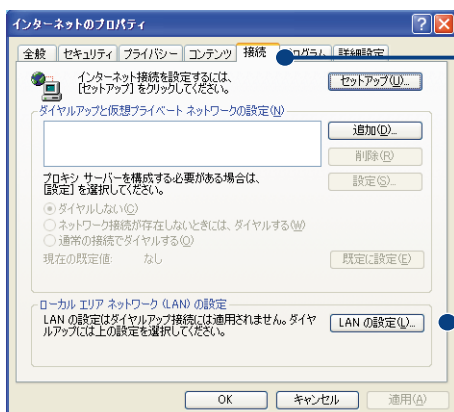 インターネットのプロパティ
全般 セキュリティ プライバシー コンテンツ 接続 プログラム 詳細設定
インターネット接続を設定するには、
[セットアップ] をクリックしてください。
セットアップ(U)...
ダイヤルアップと仮想プライベート ネットワークの設定(N)
追加(D)...
削除(R)
プロキシ サーバーを構成する必要がある場合は、
[設定] を選択してください。
設定(S)...
ダイヤルしない(C)
ネットワーク接続が存在しないときには、ダイヤルする(W)
通常の接続でダイヤルする(O)
現在の既定値: なし
既定に設定(E)
ローカル エリア ネットワーク (LAN) の設定
LAN の設定はダイヤルアップ接続には適用されません。ダイヤ
ルアップには上の設定を選択してください。
LAN の設定(L)...
OK キャンセル 適用(A)